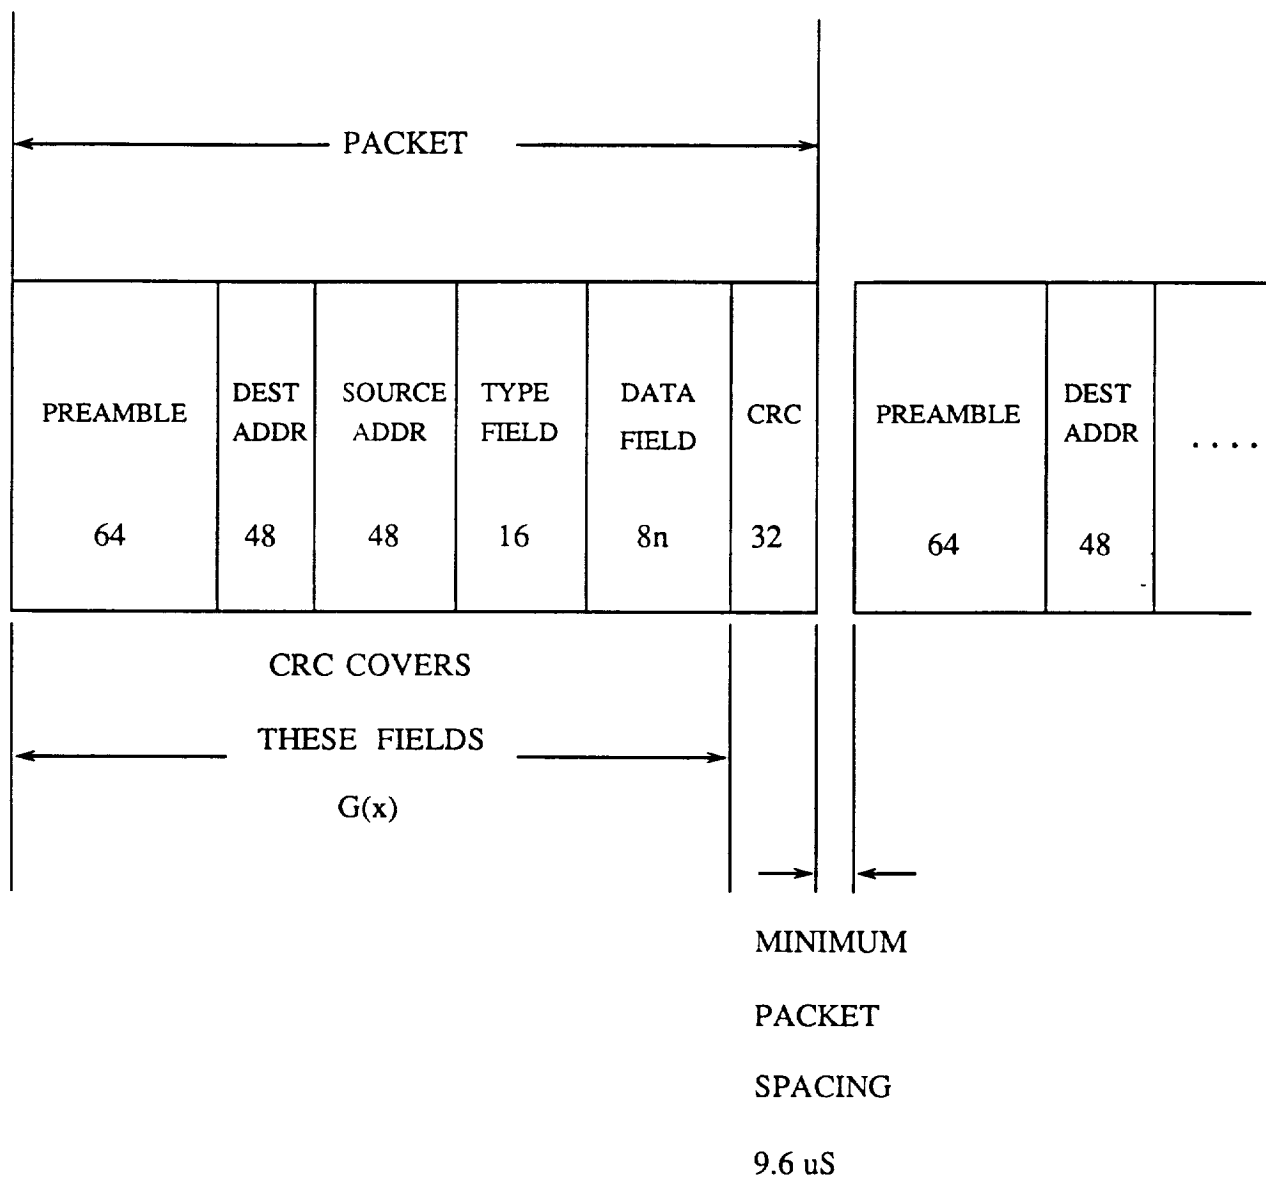 PACKET
PREAMBLE
64
DEST
ADDR
48
SOURCE
ADDR
48
TYPE
FIELD
16
DATA
FIELD
8n
CRC
32
PREAMBLE
64
DEST
ADDR
48
....
CRC COVERS
THESE FIELDS
G(x)
MINIMUM
PACKET
SPACING
9.6 uS